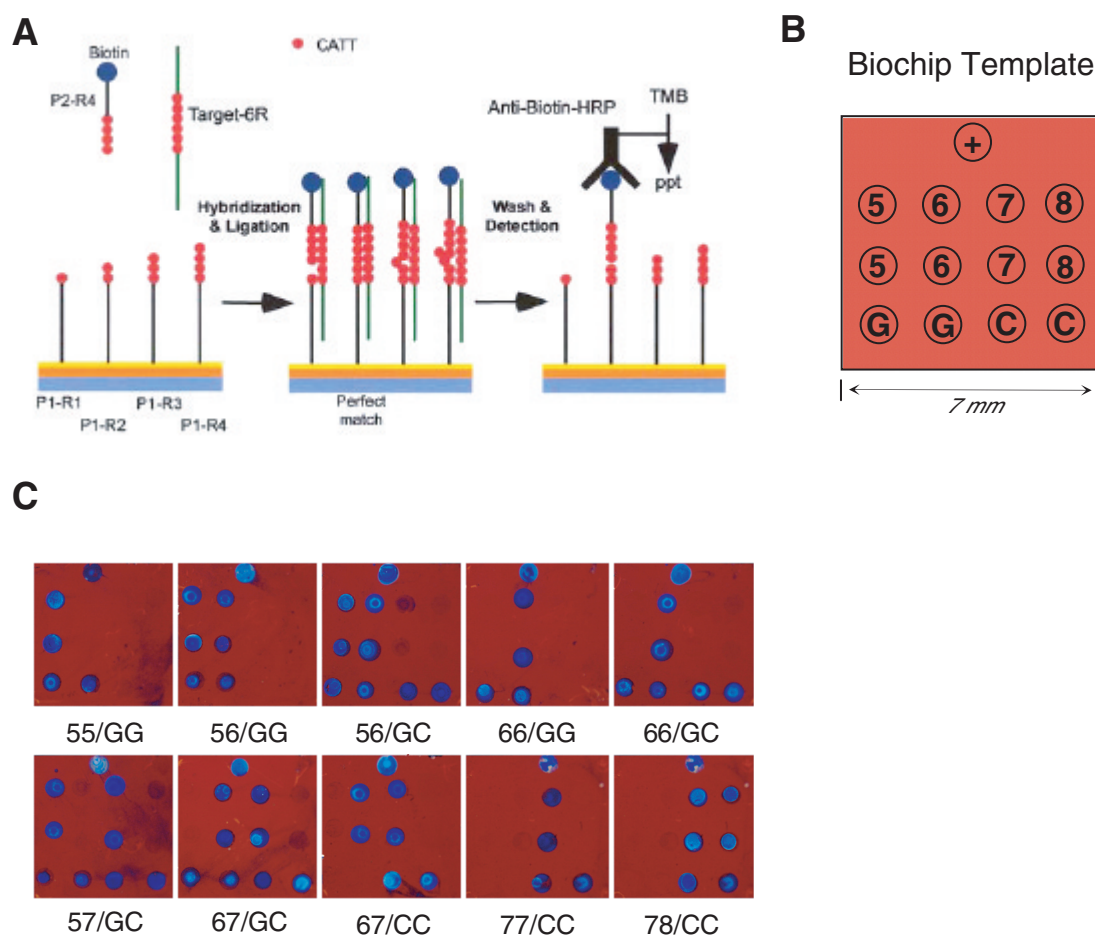 A
B
Biotin
CATT
P2-R4
Target-6R
Hybridization
& Ligation
Anti-Biotin-HRP
TMB
ppt
Wash &
Detection
P1-R1
P1-R2
P1-R3
P1-R4
Perfect
match
Biochip Template
+
5 6 7 8
5 6 7 8
G G C C
7 mm
C
55/GG 56/GG 56/GC 66/GG 66/GC
57/GC 67/GC 67/CC 77/CC 78/CC